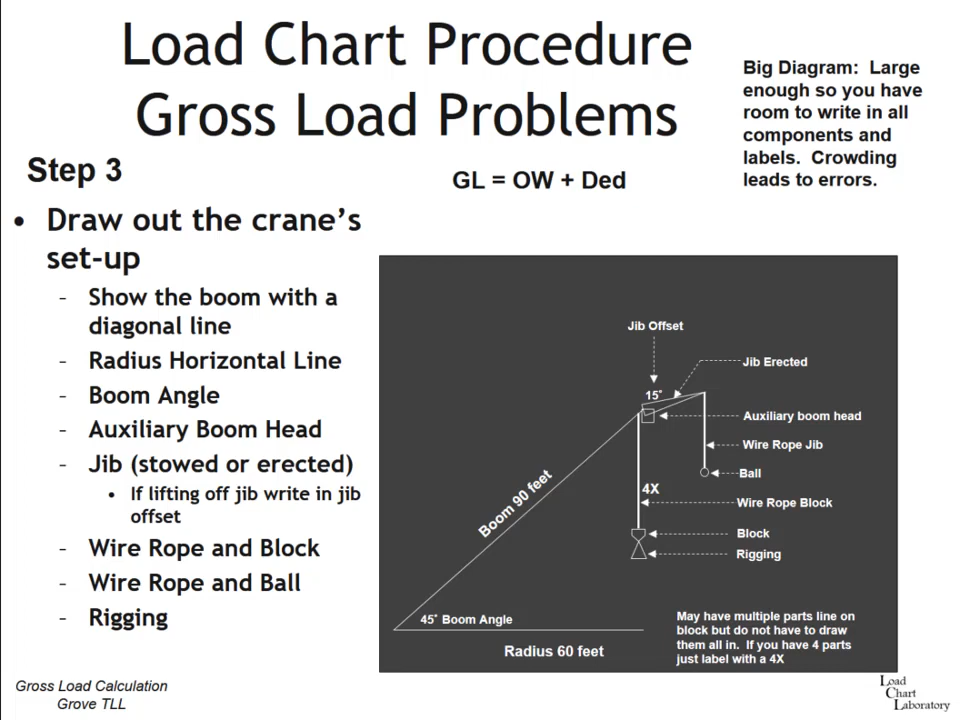 Load Chart Procedure
Gross Load Problems
Big Diagram: Large
enough so you have
room to write in all
components and
labels. Crowding
leads to errors.
Step 3
GL = OW + Ded
• Draw out the crane's
set-up
- Show the boom with a
diagonal line
- Radius Horizontal Line
- Boom Angle
- Auxiliary Boom Head
- Jib (stowed or erected)
• If lifting off jib write in jib
offset
- Wire Rope and Block
- Wire Rope and Ball
- Rigging
Jib Offset
Jib Erected
15°
Auxiliary boom head
Wire Rope Jib
Ball
Boom 90 feet
4X
Wire Rope Block
Block
Rigging
45° Boom Angle
Radius 60 feet
May have multiple parts line on
block but do not have to draw
them all in. If you have 4 parts
just label with a 4X
Gross Load Calculation
Grove TLL
Load
Chart
Laboratory